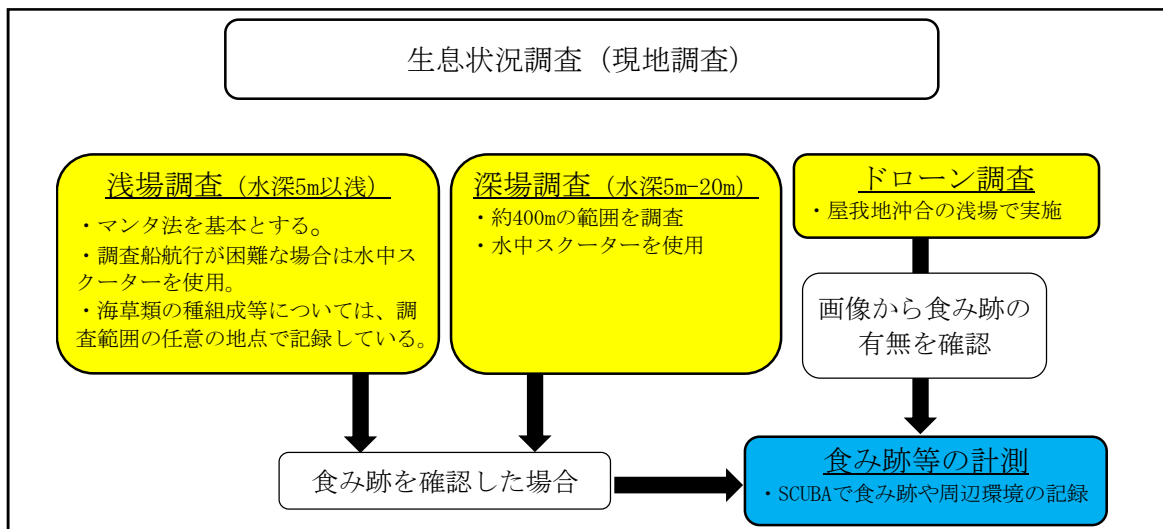 生息状況調査（現地調査）
浅場調査（水深5m以浅）
・マンタ法を基本とする。
・調査船航行が困難な場合は水中ス
クーターを使用。
・海草類の種組成等については、調
査範囲の任意の地点で記録している。
深場調査（水深5m-20m）
・約400mの範囲を調査
・水中スクーターを使用
ドローン調査
・屋我地沖合の浅場で実施
画像から食み跡の
有無を確認
食み跡を確認した場合
食み跡等の計測
・SCUBAで食み跡や周辺環境の記録